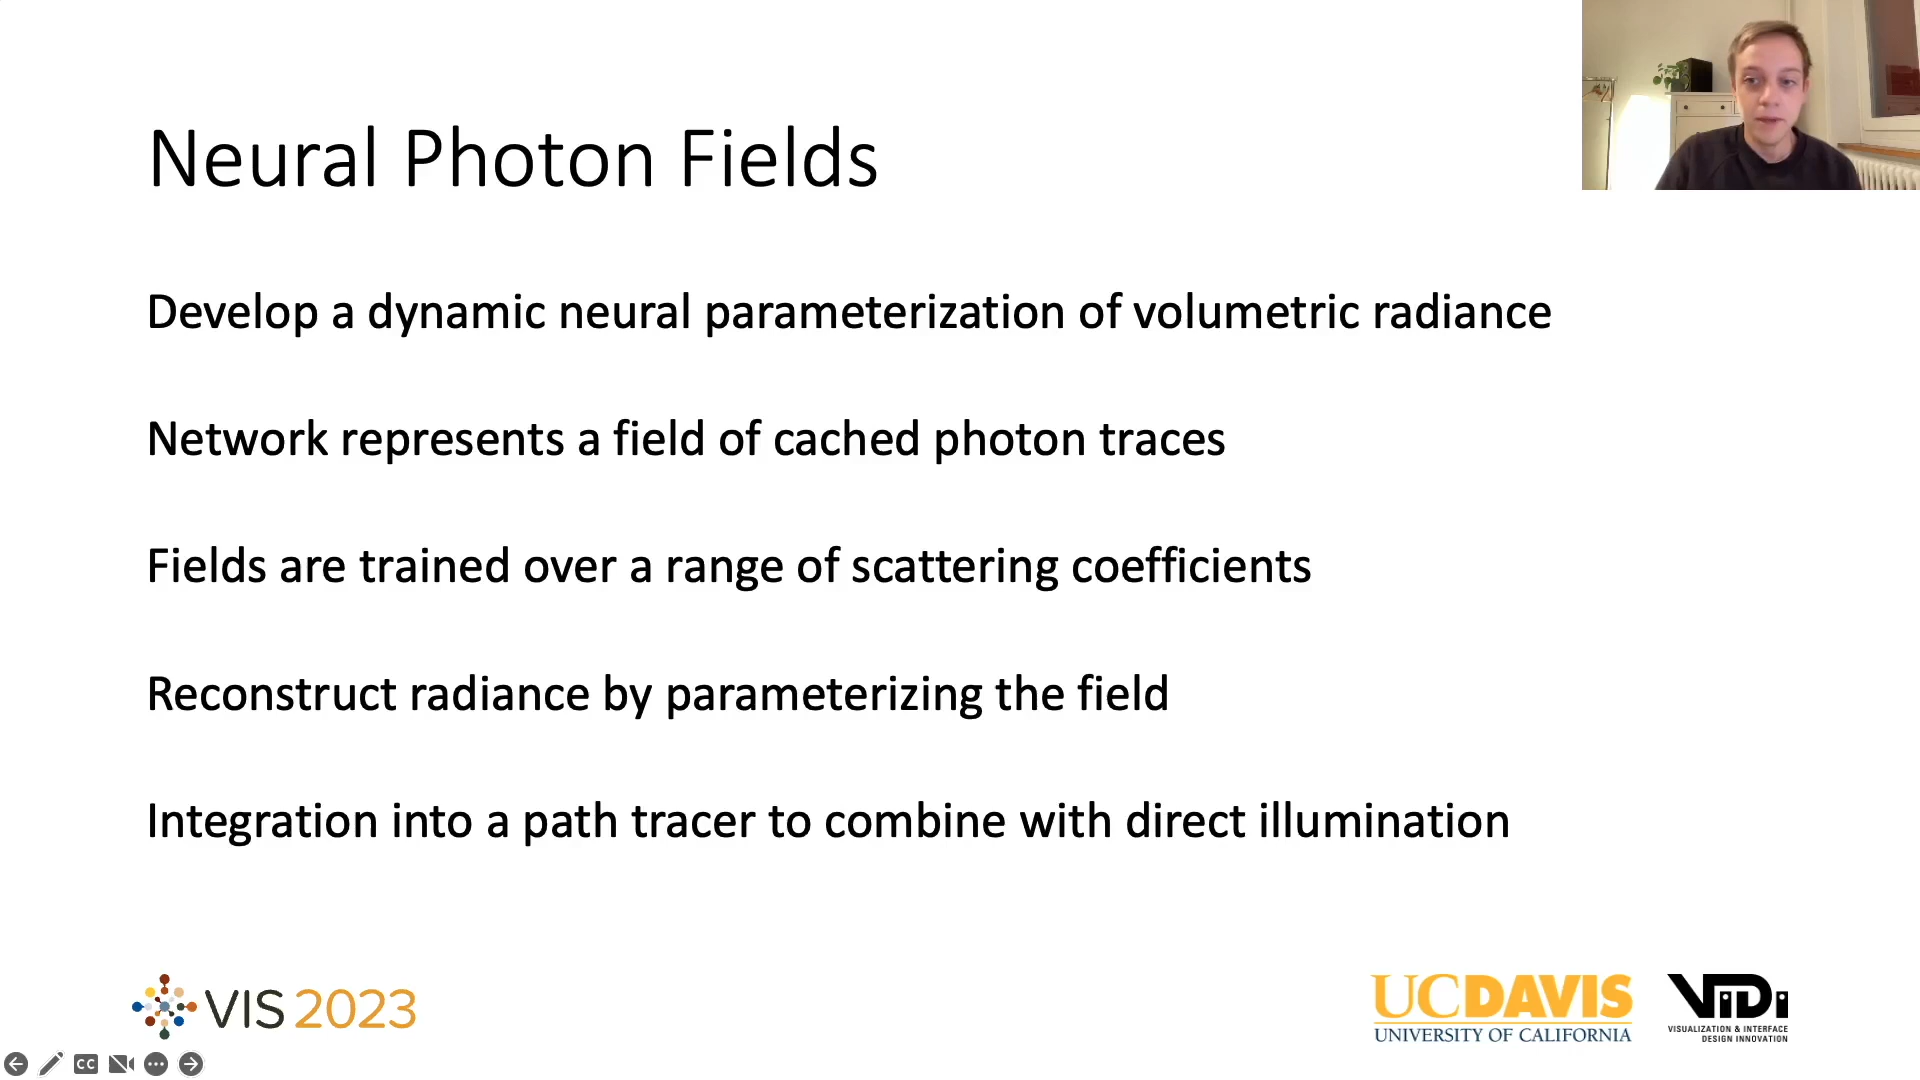 Neural Photon Fields
Develop a dynamic neural parameterization of volumetric radiance
Network represents a field of cached photon traces
Fields are trained over a range of scattering coefficients
Reconstruct radiance by parameterizing the field
Integration into a path tracer to combine with direct illumination
VIS 2023
UCDAVIS
UNIVERSITY OF CALIFORNIA
ViDi
VISUALIZATION & INTERFACE
DESIGN INNOVATION
CC